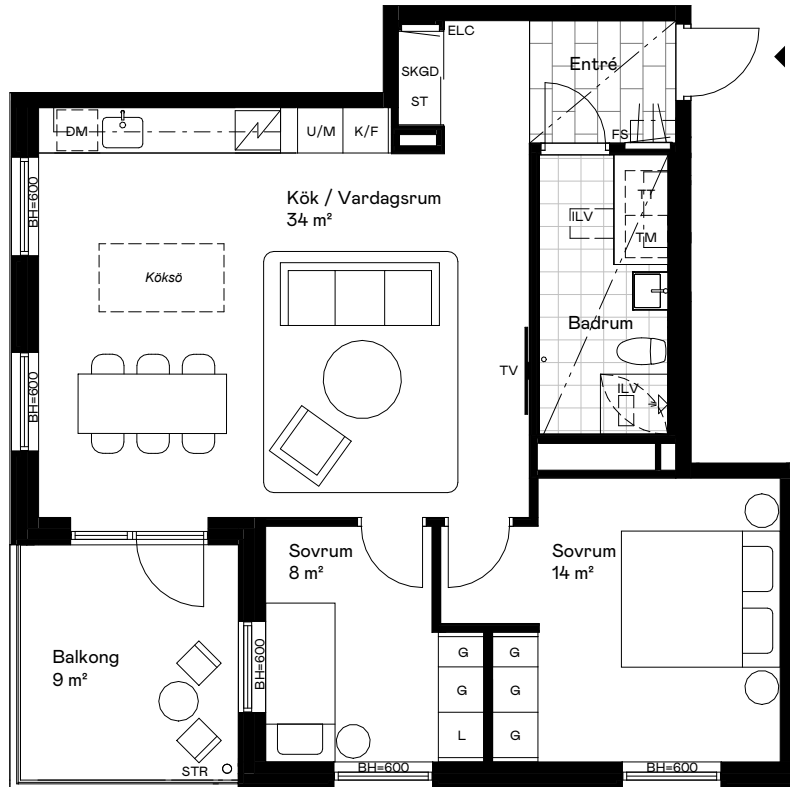 ELC
SKGD
ST
Entré
FS
DM
U/M
K/F
BH=600
Kök / Vardagsrum
34 m²
ILV
TT
TM
Köksö
Badrum
BH=600
TV
ILV
Sovrum
8 m²
Sovrum
14 m²
Balkong
9 m²
BH=600
G
G
G
G
L
G
STR
BH=600
BH=600